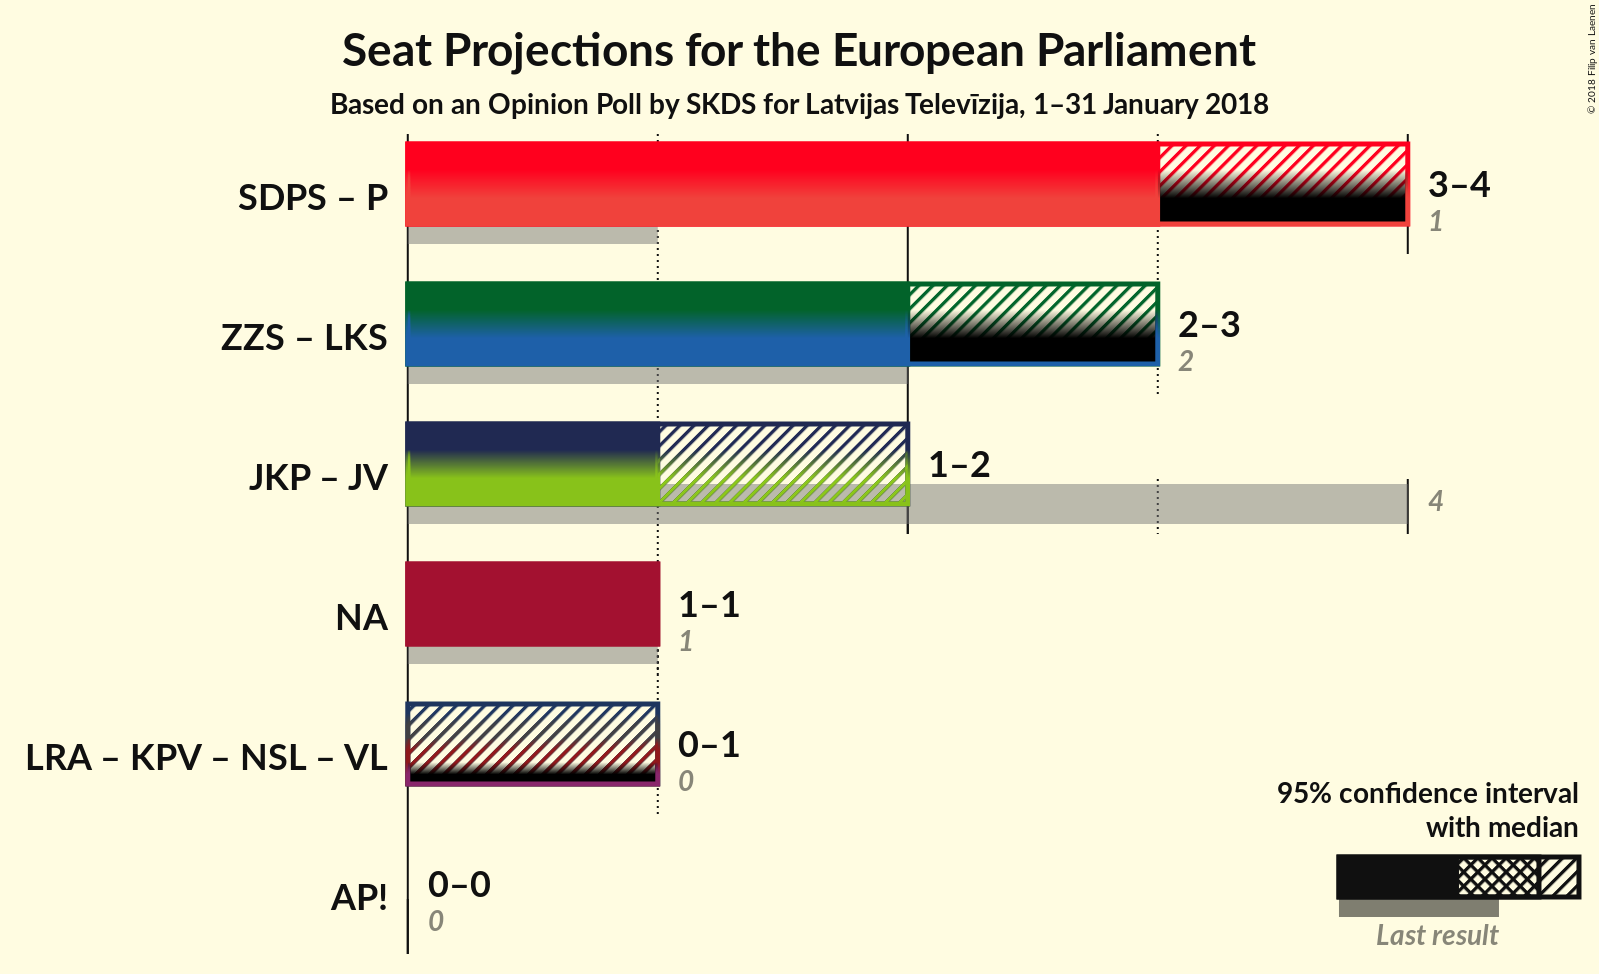 Seat Projections for the European Parliament
Based on an Opinion Poll by SKDS for Latvijas Televīzija, 1–31 January 2018
© 2018 Filip van Laenen
SDPS – P
3–4
1
ZZS – LKS
2–3
2
JKP – JV
1–2
4
NA
1–1
1
LRA – KPV – NSL – VL
0–1
0
AP!
0–0
0
95% confidence interval
with median
Last result